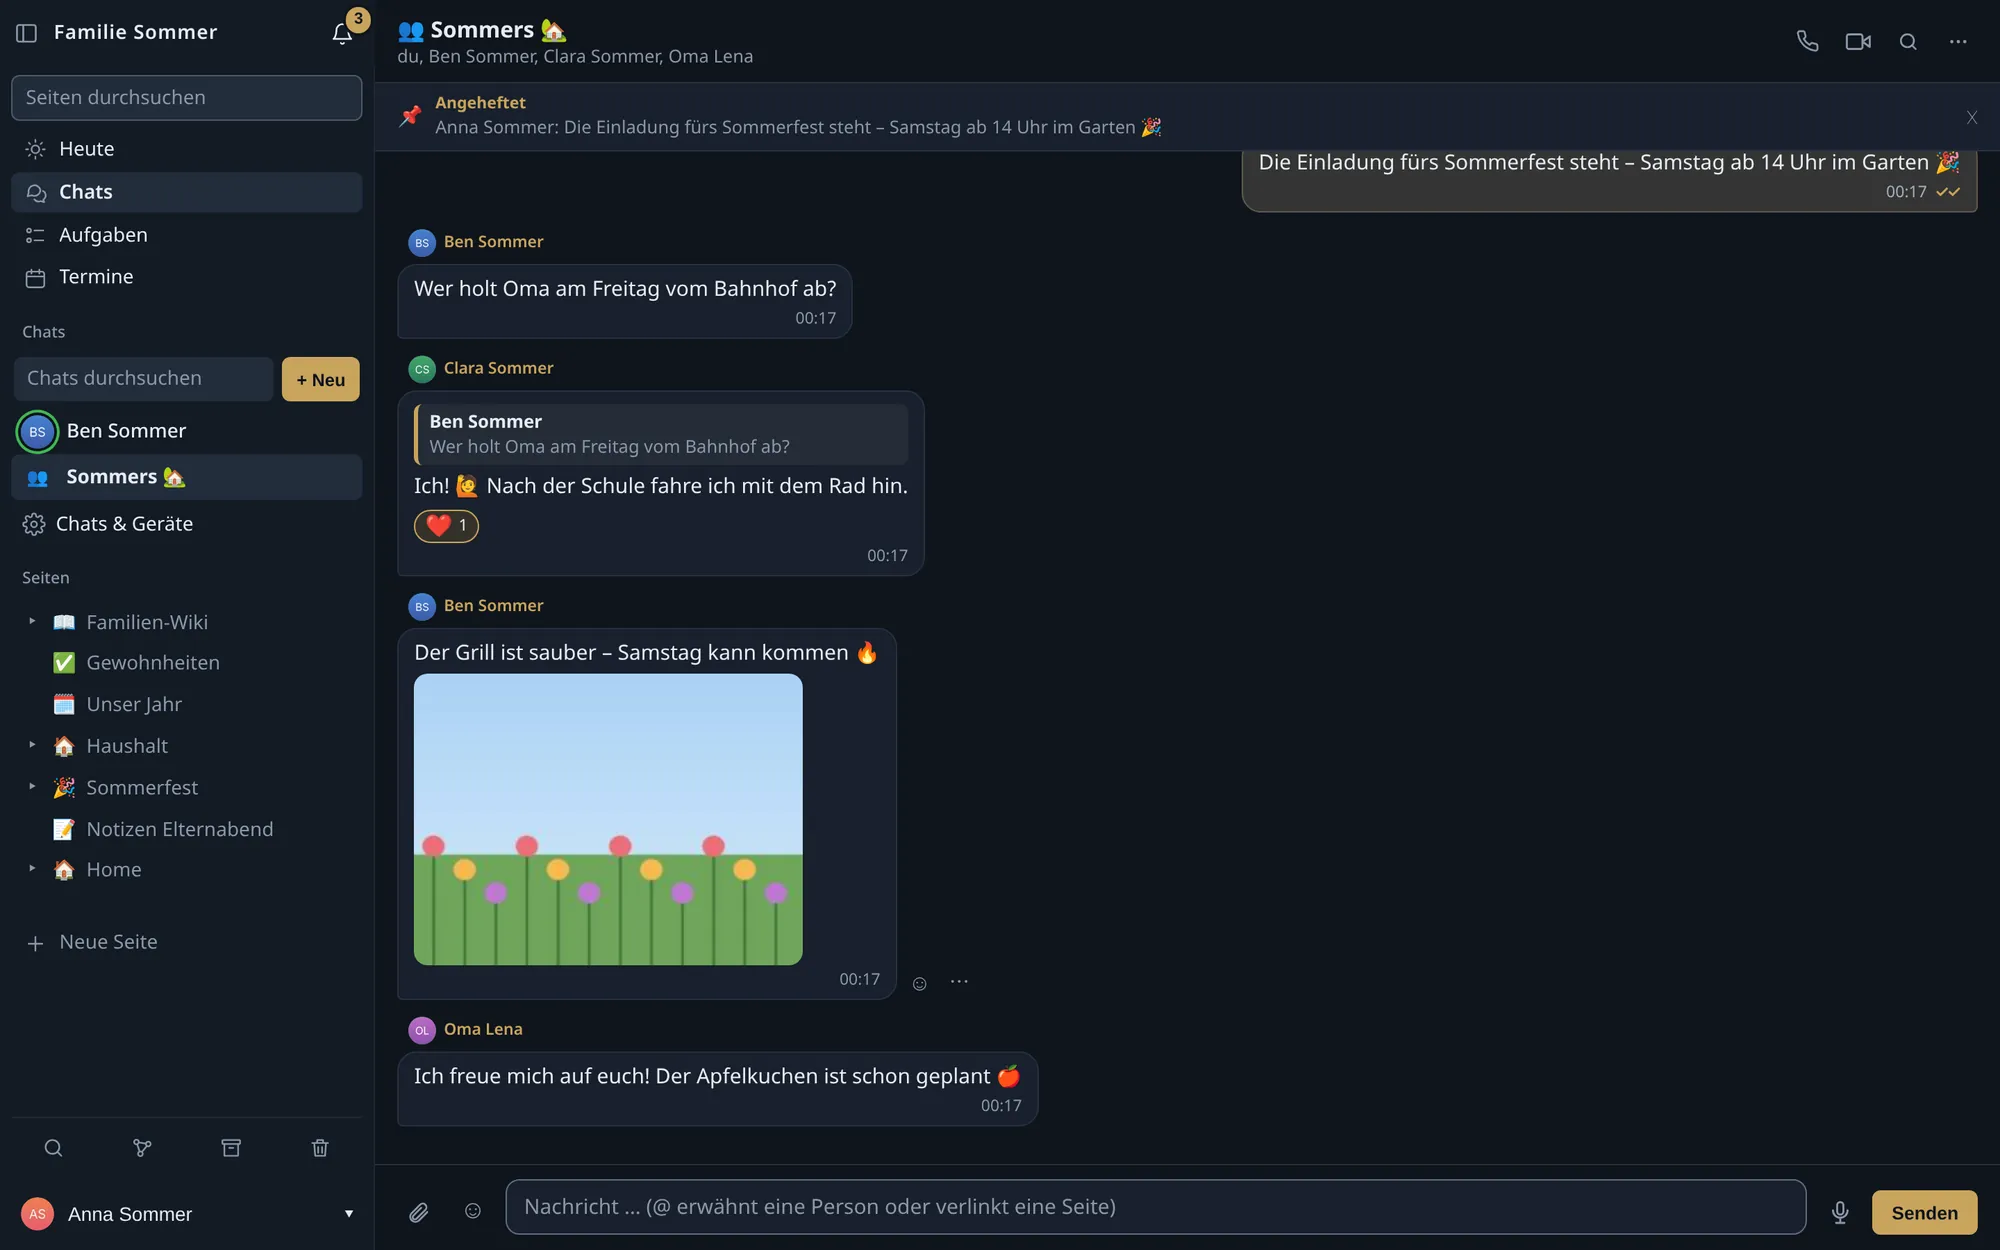 Familie Sommer
3
Seiten durchsuchen
Heute
Chats
Aufgaben
Termine
Chats
Chats durchsuchen
+ Neu
BS Ben Sommer
👥 Sommers 🏡
Chats & Geräte
Seiten
📖 Familien-Wiki
✅ Gewohnheiten
🗓️ Unser Jahr
🏠 Haushalt
🎉 Sommerfest
📝 Notizen Elternabend
🏠 Home
Neue Seite
AS Anna Sommer
👥 Sommers 🏡
du, Ben Sommer, Clara Sommer, Oma Lena
📌 Angeheftet
Anna Sommer: Die Einladung fürs Sommerfest steht – Samstag ab 14 Uhr im Garten 🎉
X
Die Einladung fürs Sommerfest steht – Samstag ab 14 Uhr im Garten 🎉
00:17
BS Ben Sommer
Wer holt Oma am Freitag vom Bahnhof ab?
00:17
CS Clara Sommer
Ben Sommer
Wer holt Oma am Freitag vom Bahnhof ab?
Ich! 🙋 Nach der Schule fahre ich mit dem Rad hin.
❤️ 1
00:17
BS Ben Sommer
Der Grill ist sauber – Samstag kann kommen 🔥
00:17
OL Oma Lena
Ich freue mich auf euch! Der Apfelkuchen ist schon geplant 🍎
00:17
Nachricht … (@ erwähnt eine Person oder verlinkt eine Seite)
Senden